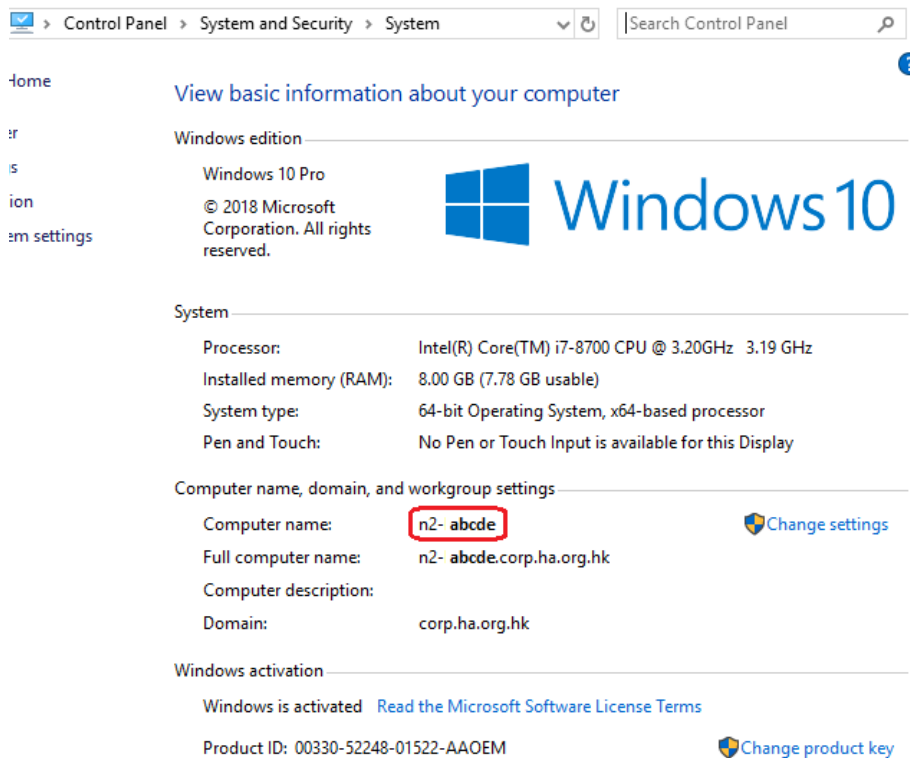 Control Panel > System and Security > System
Search Control Panel
Home
View basic information about your computer
er
Windows edition
is
Windows 10 Pro
ion
© 2018 Microsoft
Corporation. All rights
reserved.
Windows 10
em settings
System
Processor: Intel(R) Core(TM) i7-8700 CPU @ 3.20GHz 3.19 GHz
Installed memory (RAM): 8.00 GB (7.78 GB usable)
System type: 64-bit Operating System, x64-based processor
Pen and Touch: No Pen or Touch Input is available for this Display
Computer name, domain, and workgroup settings
Computer name: n2- abcde Change settings
Full computer name: n2- abcde.corp.ha.org.hk
Computer description:
Domain: corp.ha.org.hk
Windows activation
Windows is activated Read the Microsoft Software License Terms
Product ID: 00330-52248-01522-AAOEM Change product key